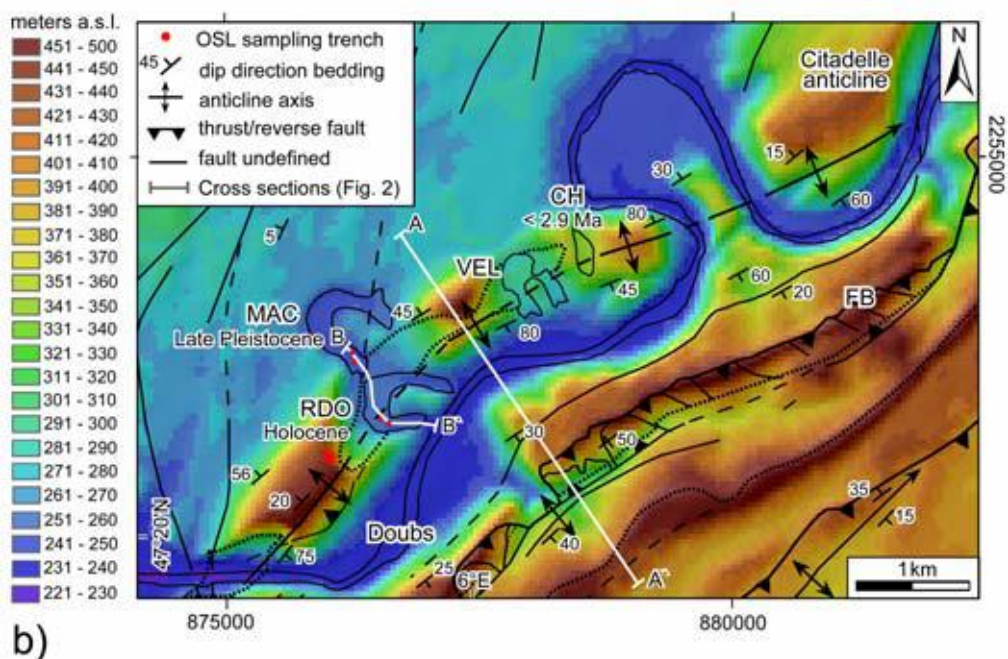 meters a.s.l.
451 - 500
441 - 450
431 - 440
421 - 430
411 - 420
401 - 410
391 - 400
381 - 390
371 - 380
361 - 370
351 - 360
341 - 350
331 - 340
321 - 330
311 - 320
301 - 310
291 - 300
281 - 290
271 - 280
261 - 270
251 - 260
241 - 250
231 - 240
221 - 230
OSL sampling trench
45 dip direction bedding
anticline axis
thrust/reverse fault
fault undefined
Cross sections (Fig. 2)
N
Citadelle
anticline
2255000
15
30
60
CH
< 2.9 Ma
80
5
A
VEL
60
45
20
FB
MAC
45
Late Pleistocene
B
80
RDO
Holocene
B'
30
50
56
20
35
47°20'N
Doubs
15
75
40
25
6°E
A'
1km
875000
880000
b)